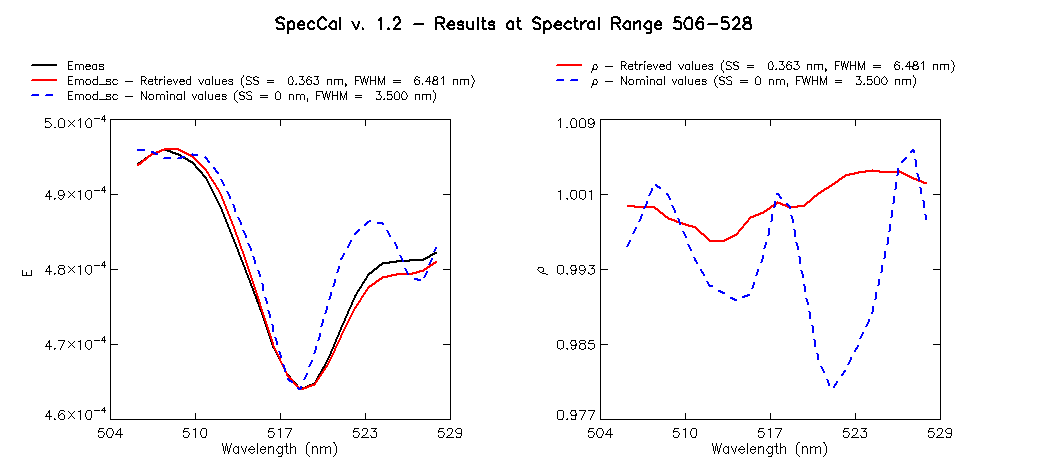 SpecCal v. 1.2 – Results at Spectral Range 506–528
Emeas
Emod_sc – Retrieved values (SS = 0.363 nm, FWHM = 6.481 nm)
Emod_sc – Nominal values (SS = 0 nm, FWHM = 3.500 nm)
5.0×10⁻⁴
4.9×10⁻⁴
4.8×10⁻⁴
4.7×10⁻⁴
4.6×10⁻⁴
E
504 510 517 523 529
Wavelength (nm)
ρ – Retrieved values (SS = 0.363 nm, FWHM = 6.481 nm)
ρ – Nominal values (SS = 0 nm, FWHM = 3.500 nm)
1.009
1.001
0.993
0.985
0.977
ρ
504 510 517 523 529
Wavelength (nm)